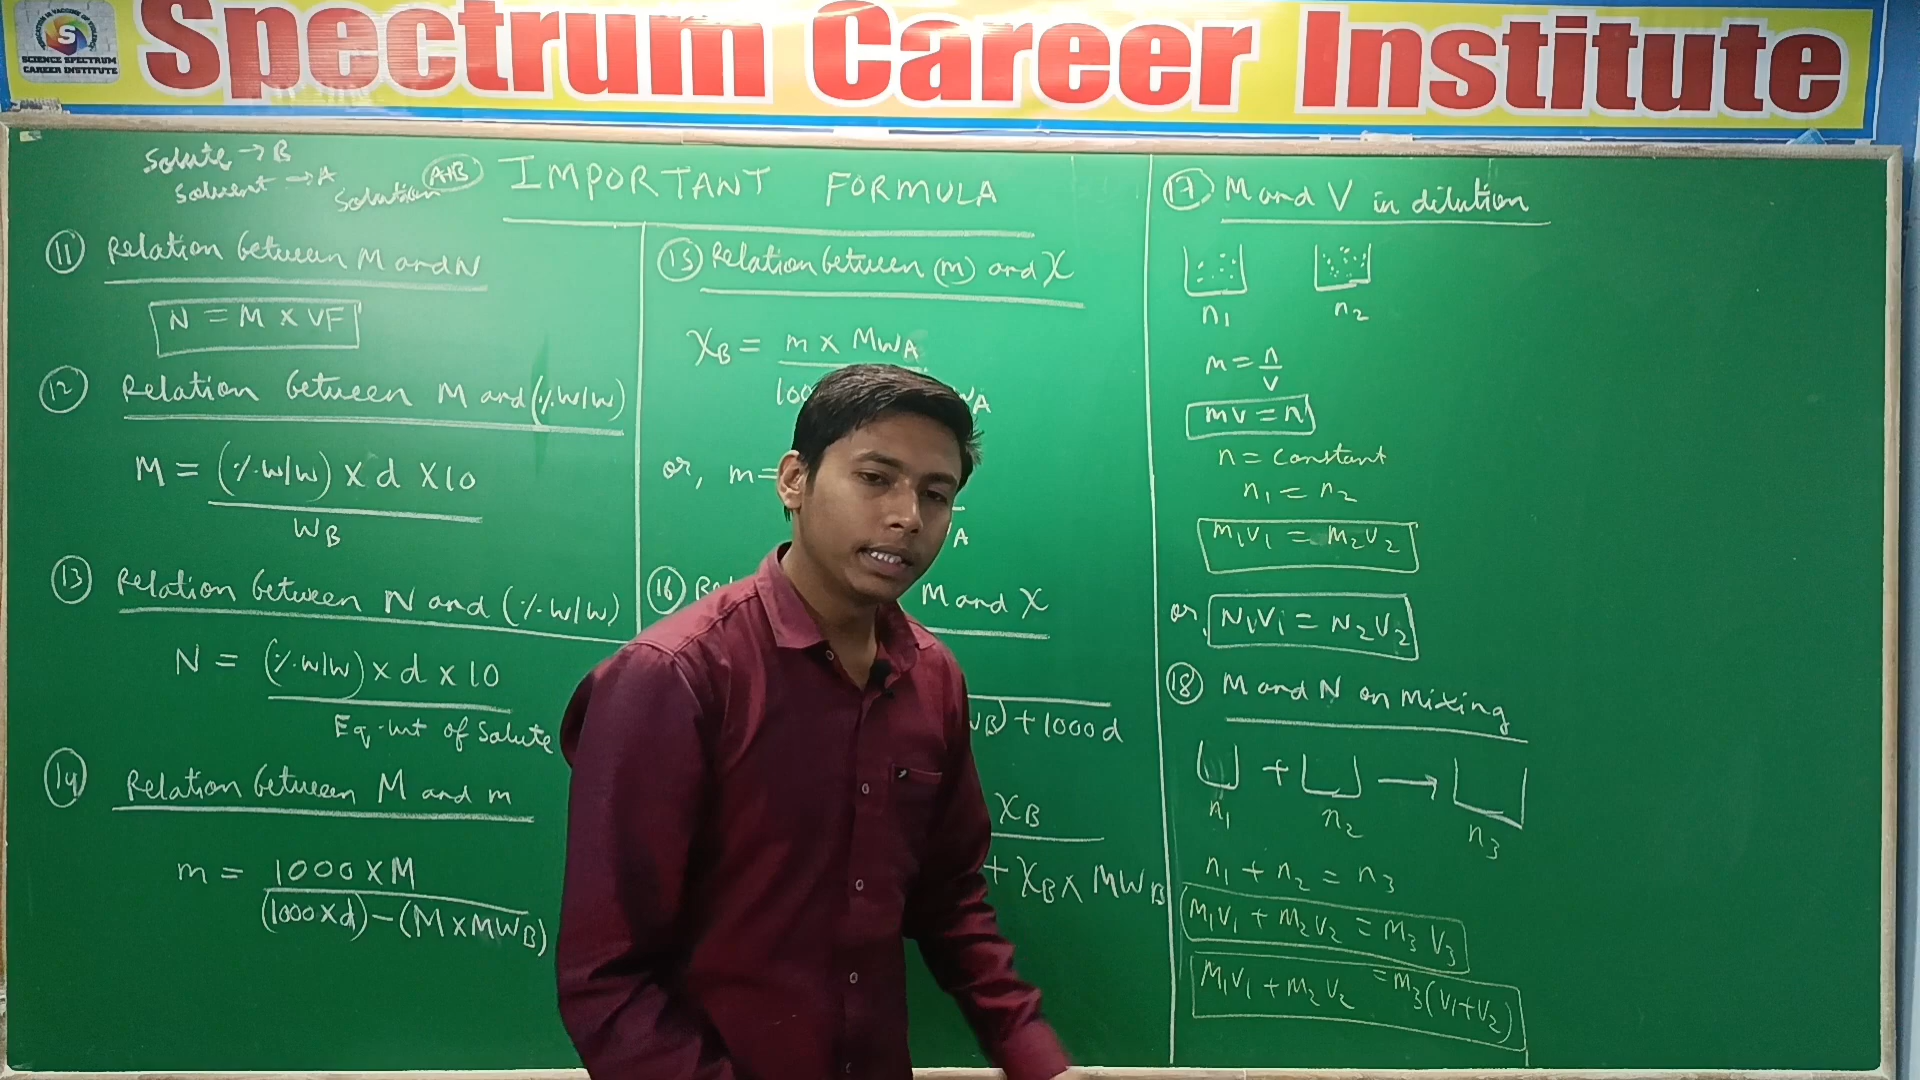 Spectrum Career Institute
S
SCIENCE SPECTRUM
CAREER INSTITUTE
Solute → B
Solvent → A
Solution A+B
IMPORTANT FORMULA
(11) Relation between M and N
N = M × VF
(12) Relation between M and (%.w/w)
M = (%.w/w) × d × 10
WB
(13) Relation between N and (%.w/w)
N = (%.w/w) × d × 10
Eq.wt of Solute
(14) Relation between M and m
m = 1000 × M
(1000×d) − (M×MWB)
(15) Relation between (m) and X
XB = m × MWA
or, m =
A
(16)
M and X
) + 1000d
XB
+ XB × MWB
(17) M and V in dilution
n1 n2
m = n
v
mv = n
n = constant
n1 = n2
M1V1 = M2V2
or, N1V1 = N2V2
(18) M and N on Mixing
+ →
n1 n2 n3
n1 + n2 = n3
M1V1 + M2V2 = M3V3
M1V1 + M2V2 = M3(V1+V2)